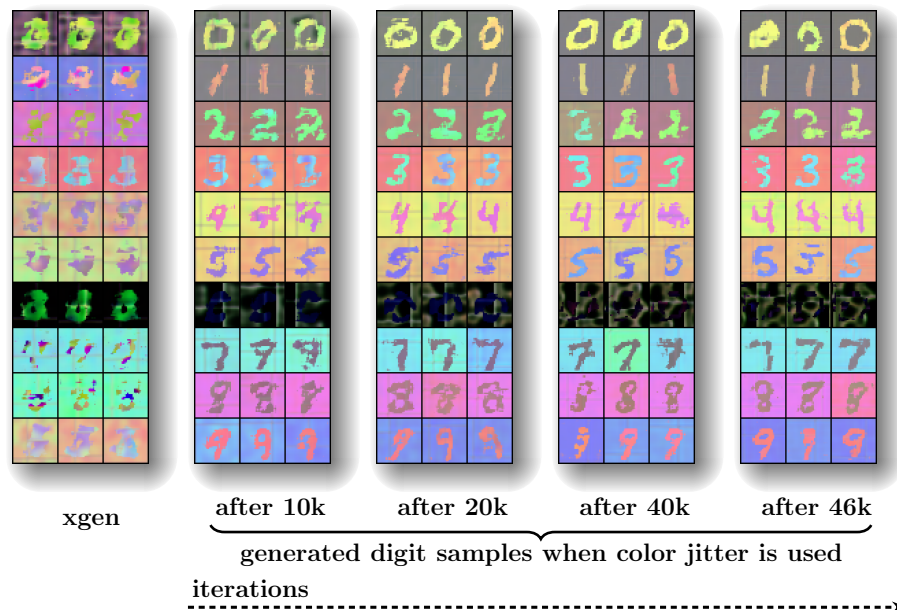 xgen
after 10k
after 20k
after 40k
after 46k
generated digit samples when color jitter is used
iterations